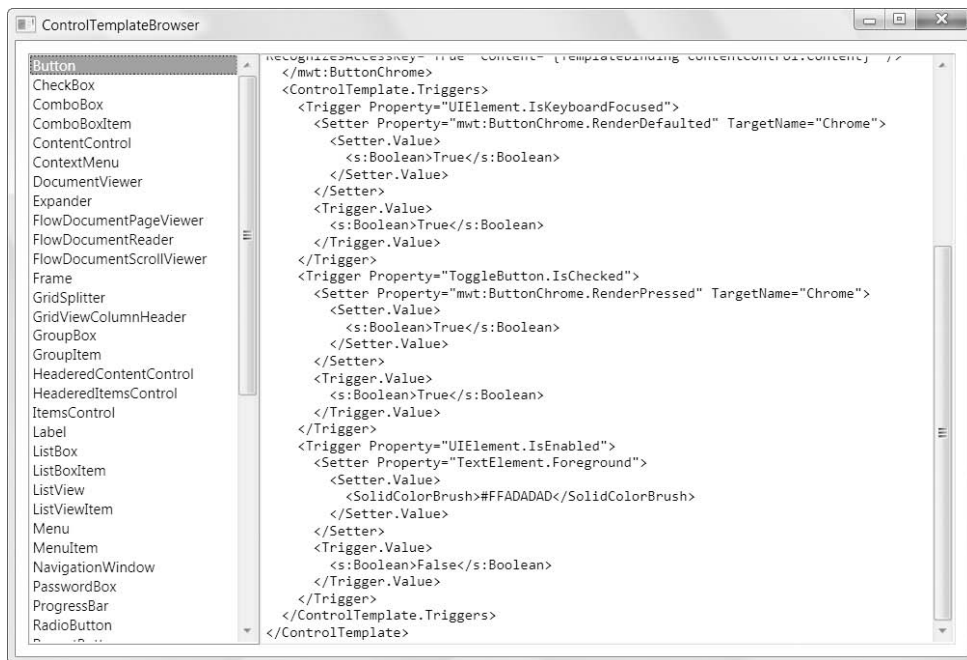 ControlTemplateBrowser
Button
CheckBox
ComboBox
ComboBoxItem
ContentControl
ContextMenu
DocumentViewer
Expander
FlowDocumentPageViewer
FlowDocumentReader
FlowDocumentScrollViewer
Frame
GridSplitter
GridViewColumnHeader
GroupBox
GroupItem
HeaderedContentControl
HeaderedItemsControl
ItemsControl
Label
ListBox
ListBoxItem
ListView
ListViewItem
Menu
MenuItem
NavigationWindow
PasswordBox
ProgressBar
RadioButton
RecognizesAccessKey="True" Content="{TemplateBinding ContentControl.Content}" />
</mwt:ButtonChrome>
<ControlTemplate.Triggers>
<Trigger Property="UIElement.IsKeyboardFocused">
<Setter Property="mwt:ButtonChrome.RenderDefaulted" TargetName="Chrome">
<Setter.Value>
<s:Boolean>True</s:Boolean>
</Setter.Value>
</Setter>
<Trigger.Value>
<s:Boolean>True</s:Boolean>
</Trigger.Value>
</Trigger>
<Trigger Property="ToggleButton.IsChecked">
<Setter Property="mwt:ButtonChrome.RenderPressed" TargetName="Chrome">
<Setter.Value>
<s:Boolean>True</s:Boolean>
</Setter.Value>
</Setter>
<Trigger.Value>
<s:Boolean>True</s:Boolean>
</Trigger.Value>
</Trigger>
<Trigger Property="UIElement.IsEnabled">
<Setter Property="TextElement.Foreground">
<Setter.Value>
<SolidColorBrush>#FFADADAD</SolidColorBrush>
</Setter.Value>
</Setter>
<Trigger.Value>
<s:Boolean>False</s:Boolean>
</Trigger.Value>
</Trigger>
</ControlTemplate.Triggers>
</ControlTemplate>